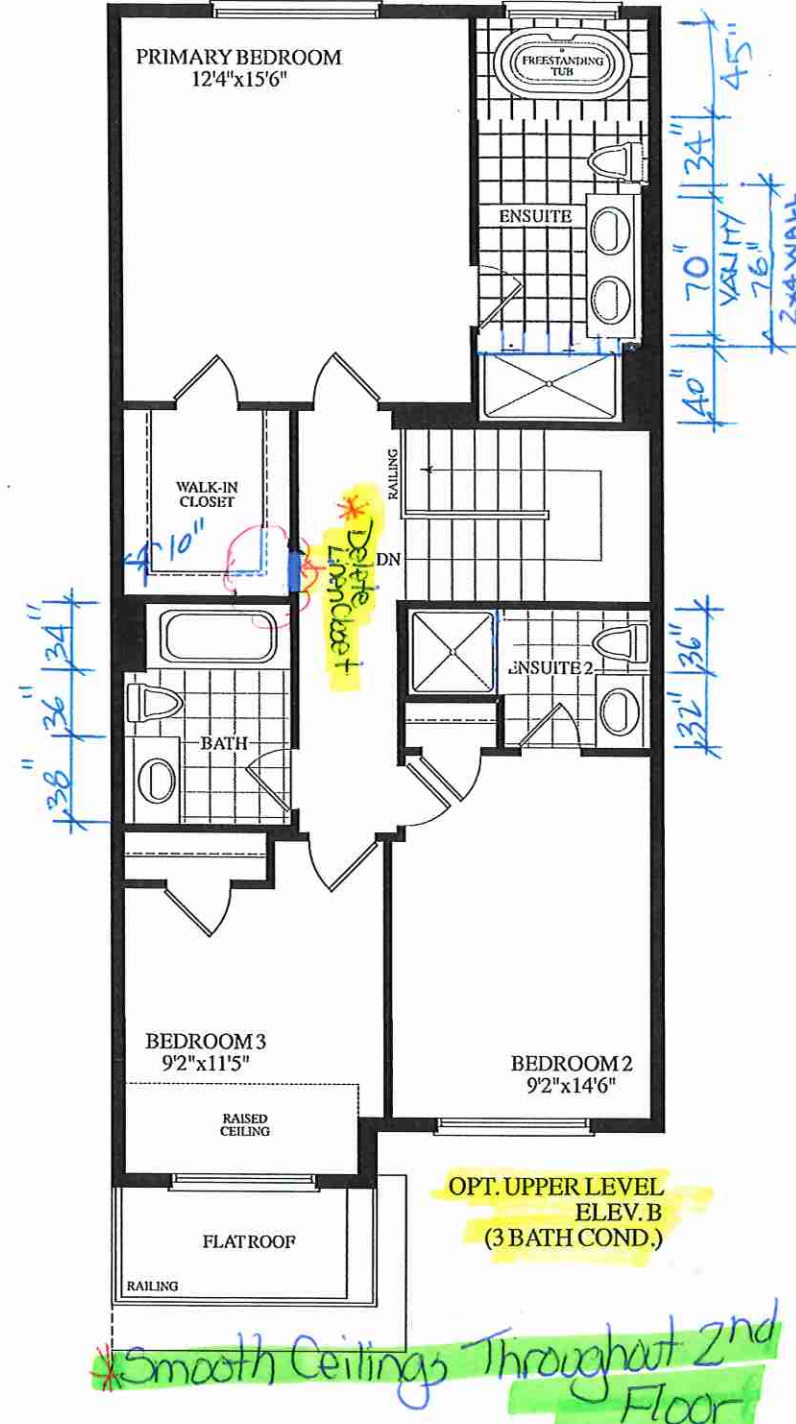 PRIMARY BEDROOM
12'4"x15'6"
FREESTANDING
TUB
45"
34"
ENSUITE
70"
VANITY
76"
2x4 WALL
40"
WALK-IN
CLOSET
10"
RAILING
DN
* Delete
Linen Closet
34"
36"
38"
BATH
ENSUITE 2
36"
32"
BEDROOM 3
9'2"x11'5"
RAISED
CEILING
BEDROOM 2
9'2"x14'6"
FLAT ROOF
RAILING
OPT. UPPER LEVEL
ELEV. B
(3 BATH COND.)
*Smooth Ceilings Throughout 2nd
Floor